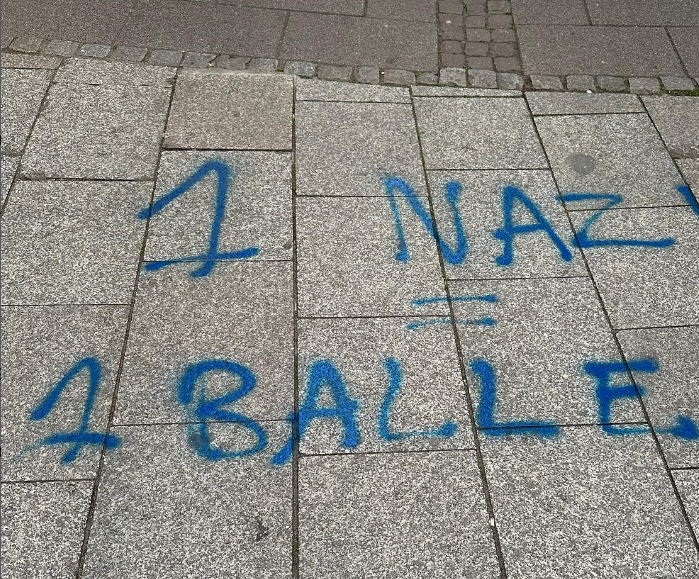 1 NAZ
=
1 BALLE